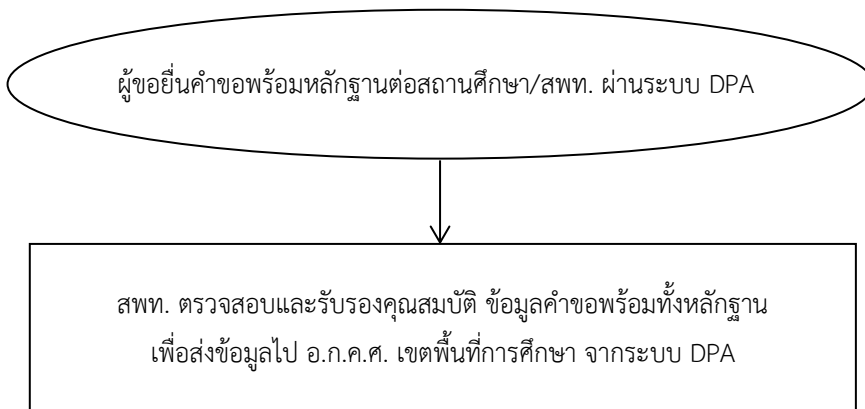 ผู้ขอยื่นคำขอพร้อมหลักฐานต่อสถานศึกษา/สพท. ผ่านระบบ DPA
สพท. ตรวจสอบและรับรองคุณสมบัติ ข้อมูลคำขอพร้อมทั้งหลักฐาน
เพื่อส่งข้อมูลไป อ.ก.ค.ศ. เขตพื้นที่การศึกษา จากระบบ DPA